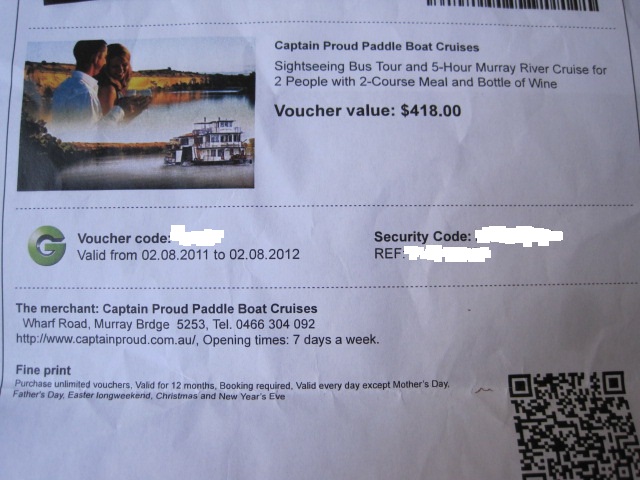 Captain Proud Paddle Boat Cruises
Sightseeing Bus Tour and 5-Hour Murray River Cruise for
2 People with 2-Course Meal and Bottle of Wine
Voucher value: $418.00
G
Voucher code:
Valid from 02.08.2011 to 02.08.2012
Security Code:
REF:
The merchant: Captain Proud Paddle Boat Cruises
Wharf Road, Murray Brdge 5253, Tel. 0466 304 092
http://www.captainproud.com.au/, Opening times: 7 days a week.
Fine print
Purchase unlimited vouchers. Valid for 12 months, Booking required. Valid every day except Mother's Day,
Father's Day, Easter longweekend, Christmas and New Year's Eve